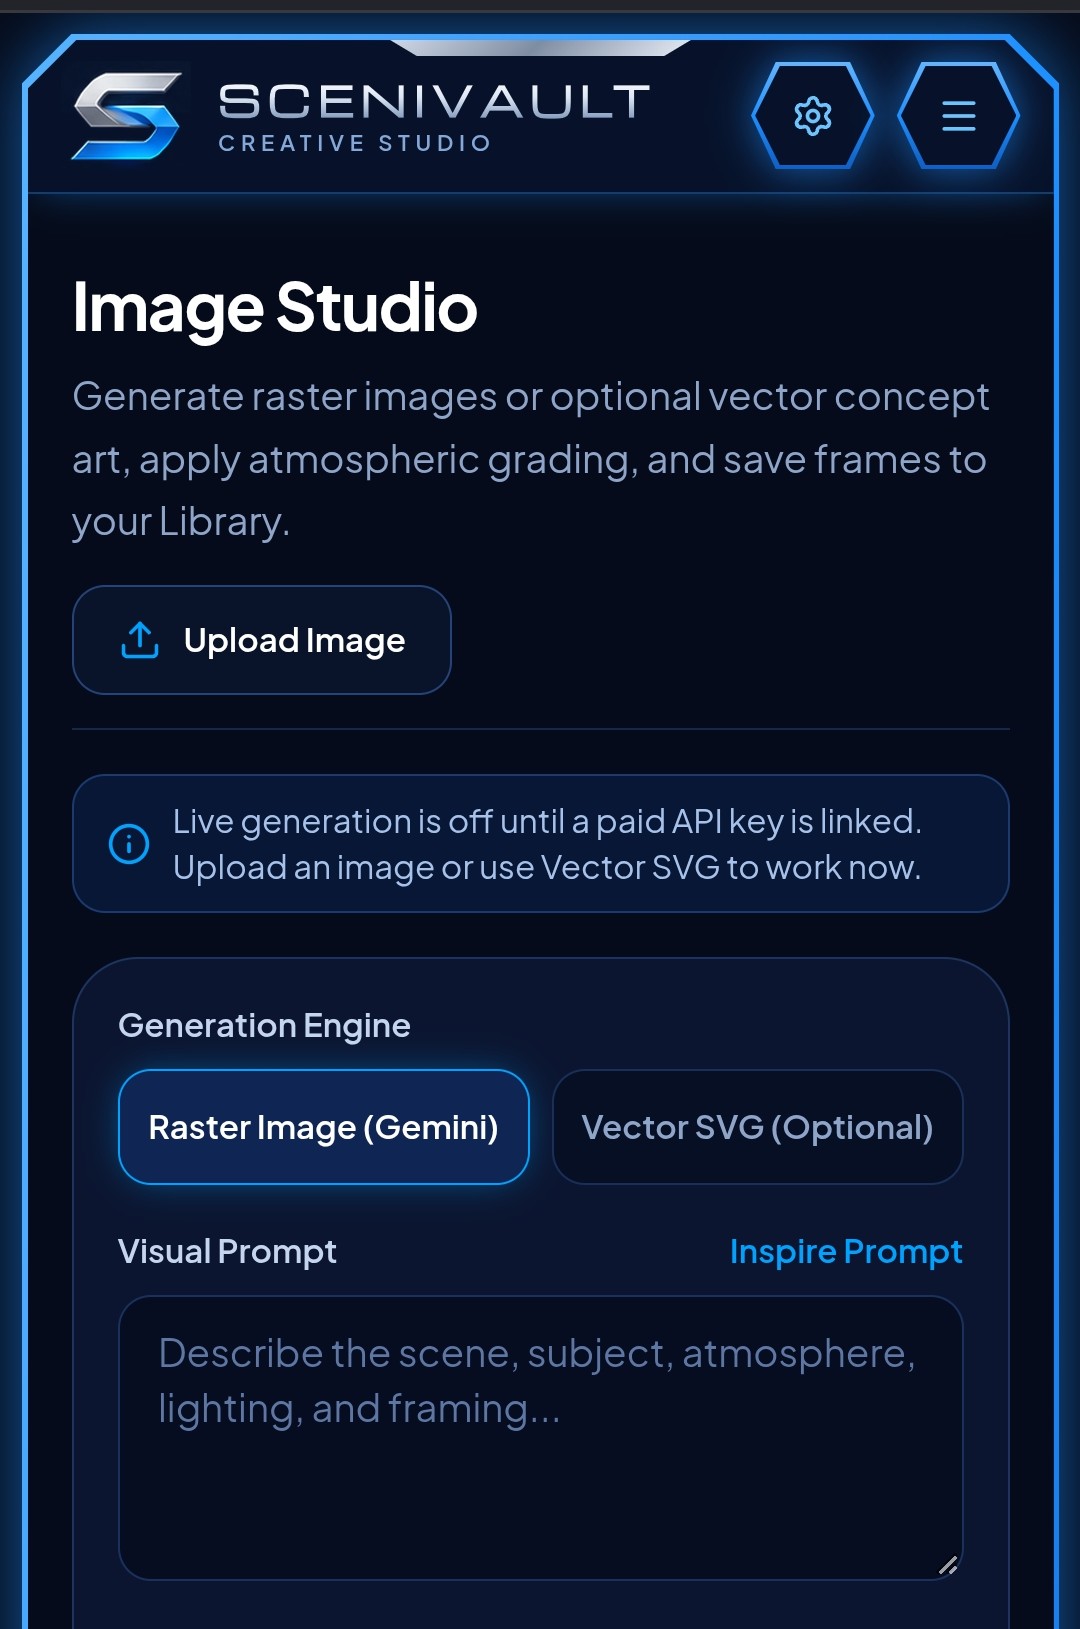 SCENIVAULT
CREATIVE STUDIO
Image Studio
Generate raster images or optional vector concept
art, apply atmospheric grading, and save frames to
your Library.
Upload Image
Live generation is off until a paid API key is linked.
Upload an image or use Vector SVG to work now.
Generation Engine
Raster Image (Gemini)
Vector SVG (Optional)
Visual Prompt
Inspire Prompt
Describe the scene, subject, atmosphere,
lighting, and framing...